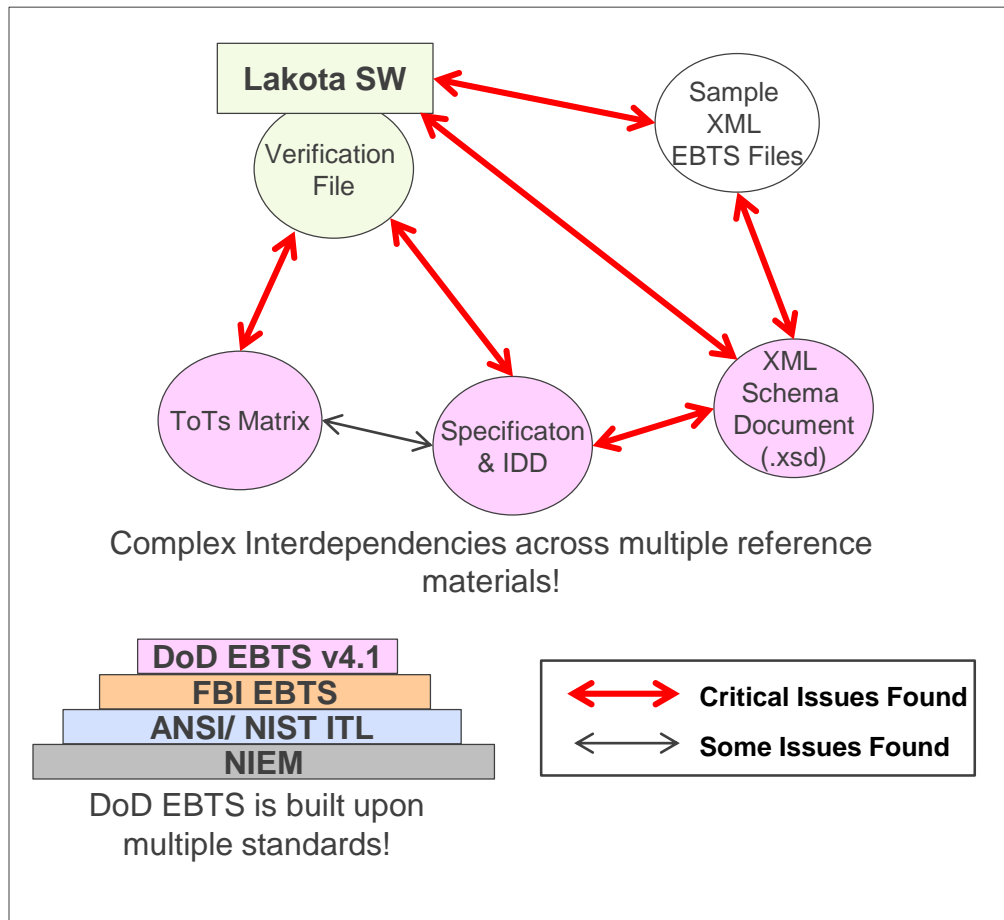 Lakota SW
Verification
File
Sample
XML
EBTS Files
ToTs Matrix
Specificaton
& IDD
XML
Schema
Document
(.xsd)
Complex Interdependencies across multiple reference
materials!
DoD EBTS v4.1
FBI EBTS
ANSI/ NIST ITL
NIEM
DoD EBTS is built upon
multiple standards!
Critical Issues Found
Some Issues Found